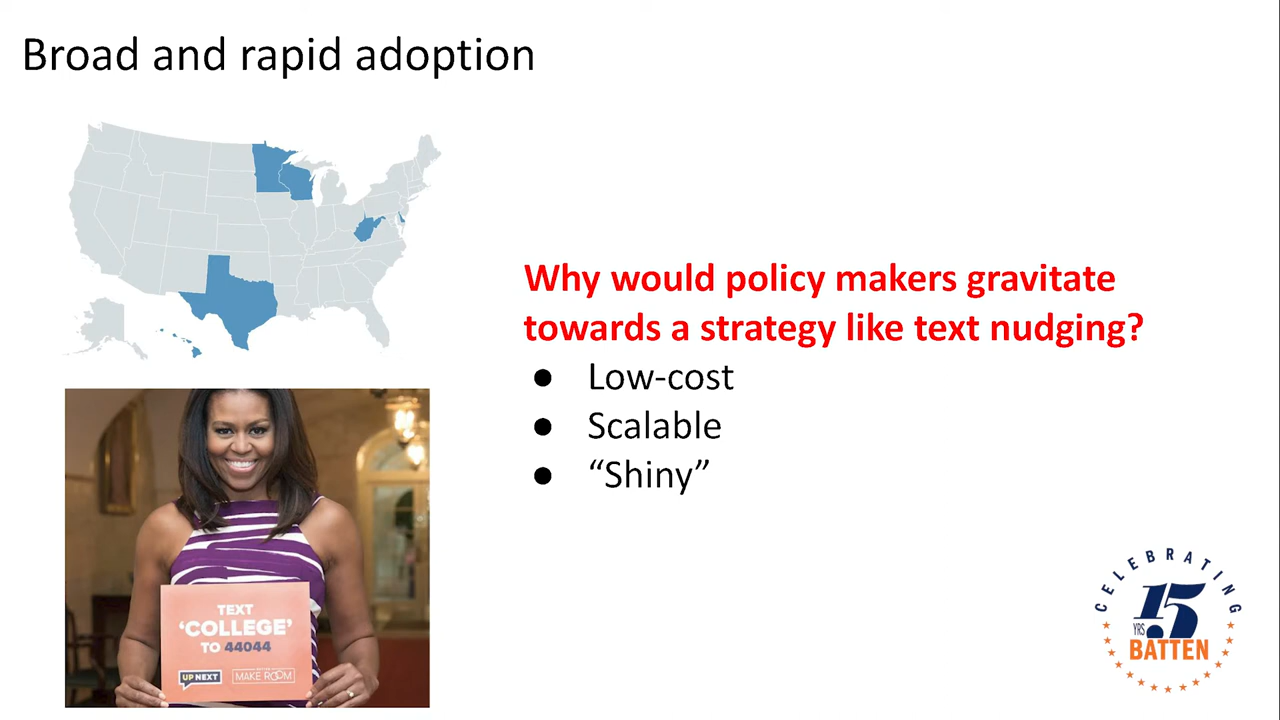 Broad and rapid adoption
Why would policy makers gravitate
towards a strategy like text nudging?
● Low-cost
● Scalable
● “Shiny”
TEXT
‘COLLEGE’
TO 44044
UP NEXT
MAKE ROOM
CELEBRATING
15
YRS
BATTEN